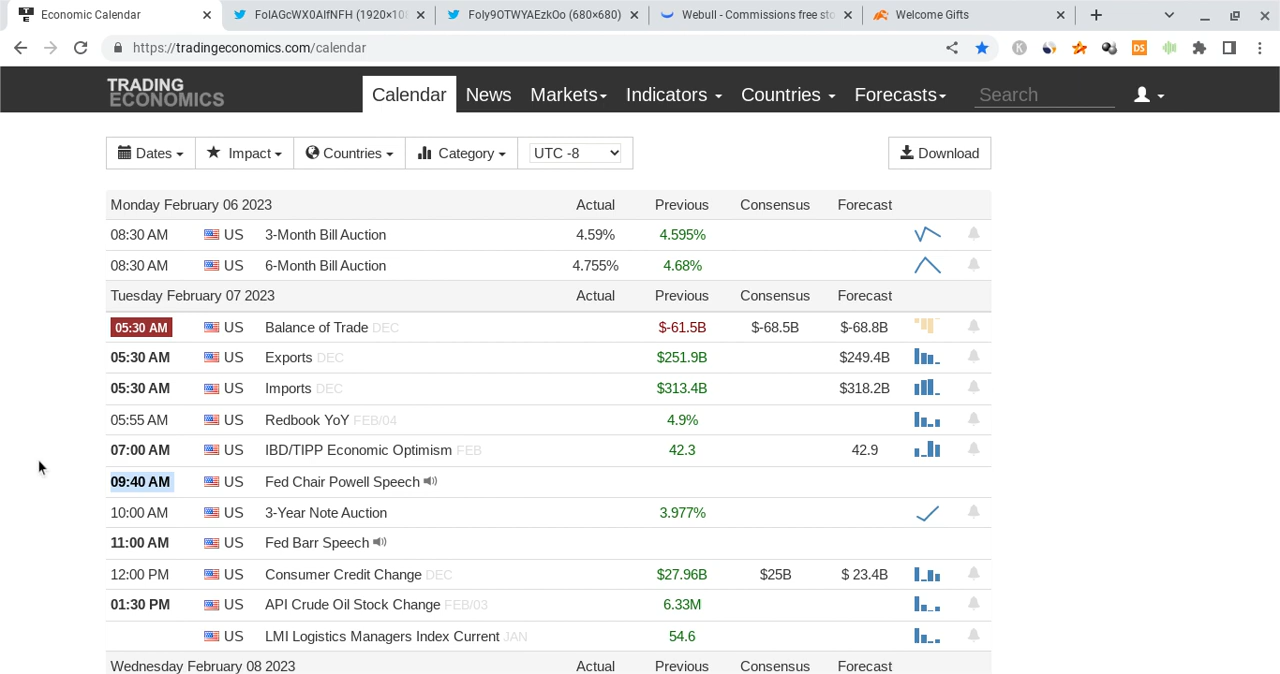 Economic Calendar
FolAGcWX0AIfNFH (1920×108
Foly9OTWYAEzkOo (680×680)
Webull - Commissions free sto
Welcome Gifts
https://tradingeconomics.com/calendar
TRADING ECONOMICS
Calendar News Markets Indicators Countries Forecasts Search
Dates Impact Countries Category UTC -8 Download
Monday February 06 2023 Actual Previous Consensus Forecast
08:30 AM US 3-Month Bill Auction 4.59% 4.595%
08:30 AM US 6-Month Bill Auction 4.755% 4.68%
Tuesday February 07 2023 Actual Previous Consensus Forecast
05:30 AM US Balance of Trade DEC $-61.5B $-68.5B $-68.8B
05:30 AM US Exports DEC $251.9B $249.4B
05:30 AM US Imports DEC $313.4B $318.2B
05:55 AM US Redbook YoY FEB/04 4.9%
07:00 AM US IBD/TIPP Economic Optimism FEB 42.3 42.9
09:40 AM US Fed Chair Powell Speech
10:00 AM US 3-Year Note Auction 3.977%
11:00 AM US Fed Barr Speech
12:00 PM US Consumer Credit Change DEC $27.96B $25B $ 23.4B
01:30 PM US API Crude Oil Stock Change FEB/03 6.33M
US LMI Logistics Managers Index Current JAN 54.6
Wednesday February 08 2023 Actual Previous Consensus Forecast